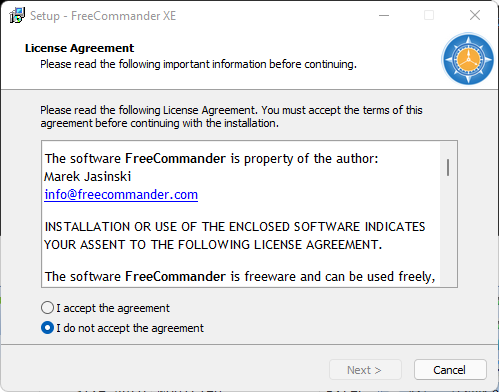 Setup - FreeCommander XE
License Agreement
Please read the following important information before continuing.
Please read the following License Agreement. You must accept the terms of this
agreement before continuing with the installation.
The software FreeCommander is property of the author:
Marek Jasinski
info@freecommander.com
INSTALLATION OR USE OF THE ENCLOSED SOFTWARE INDICATES
YOUR ASSENT TO THE FOLLOWING LICENSE AGREEMENT.
The software FreeCommander is freeware and can be used freely,
I accept the agreement
I do not accept the agreement
Next >
Cancel